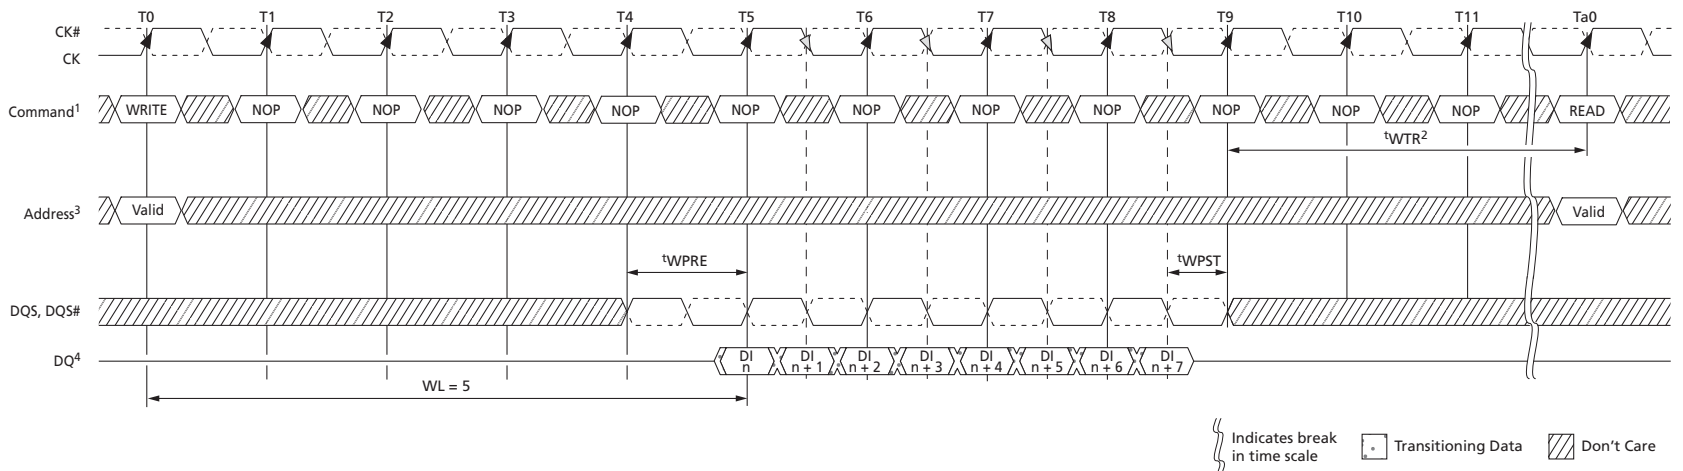 T0 T1 T2 T3 T4 T5 T6 T7 T8 T9 T10 T11 Ta0
CK#
CK
Command¹ WRITE NOP NOP NOP NOP NOP NOP NOP NOP NOP NOP NOP READ
tWTR²
Address³ Valid Valid
tWPRE tWPST
DQS, DQS#
DQ⁴ DI n DI n + 1 DI n + 2 DI n + 3 DI n + 4 DI n + 5 DI n + 6 DI n + 7
WL = 5
Indicates break
in time scale
Transitioning Data
Don't Care